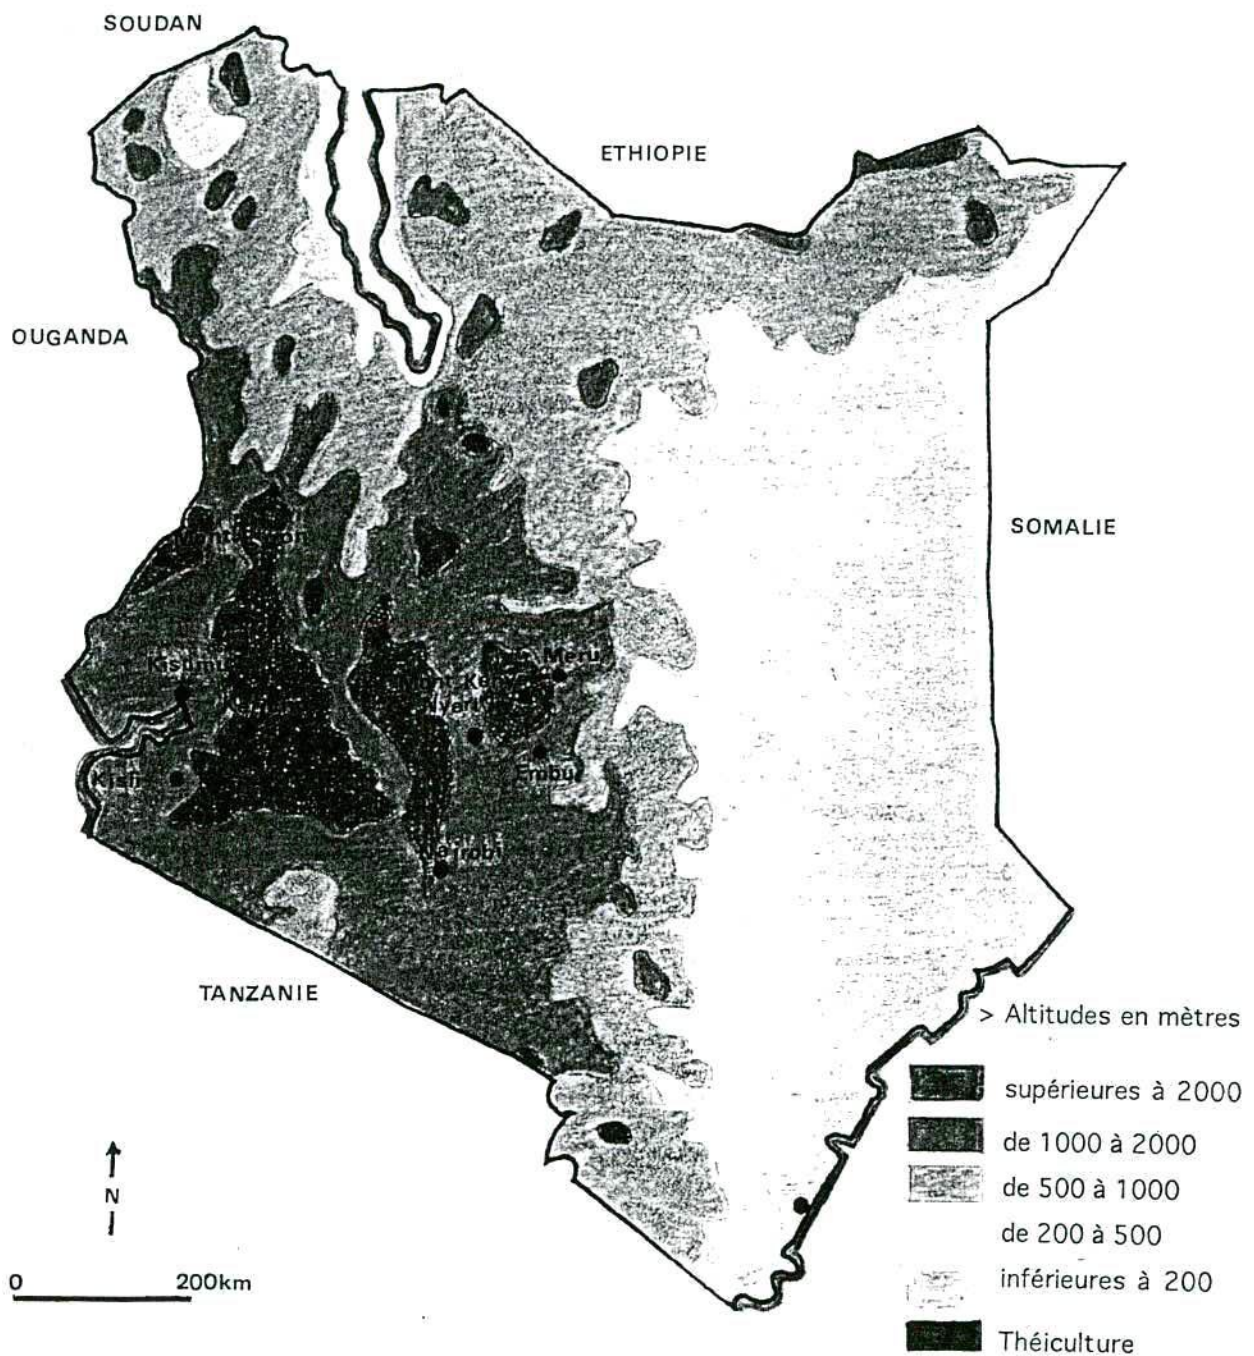 SOUDAN
ETHIOPIE
OUGANDA
SOMALIE
Kisumu
Meru
Embu
Nairobi
TANZANIE
> Altitudes en mètres
supérieures à 2000
de 1000 à 2000
de 500 à 1000
de 200 à 500
inférieures à 200
Théiculture
N
0 200km